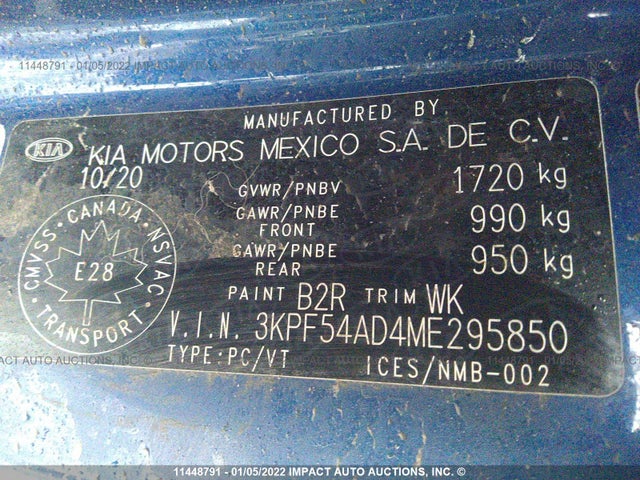 11448791 - 01/05/2022 IMPACT AUTO AUCTIONS, LTD.
MANUFACTURED BY
KIA KIA MOTORS MEXICO S.A. DE C.V.
10/20
GVWR/PNBV 1720 kg
GAWR/PNBE FRONT 990 kg
GAWR/PNBE REAR 950 kg
CMVSS • CANADA • NSVAC • TRANSPORT •
E28
PAINT B2R TRIM WK
V.I.N. 3KPF54AD4ME295850
TYPE:PC/VT ICES/NMB-002
11448791 - 01/05/2022 IMPACT AUTO AUCTIONS, LTD.